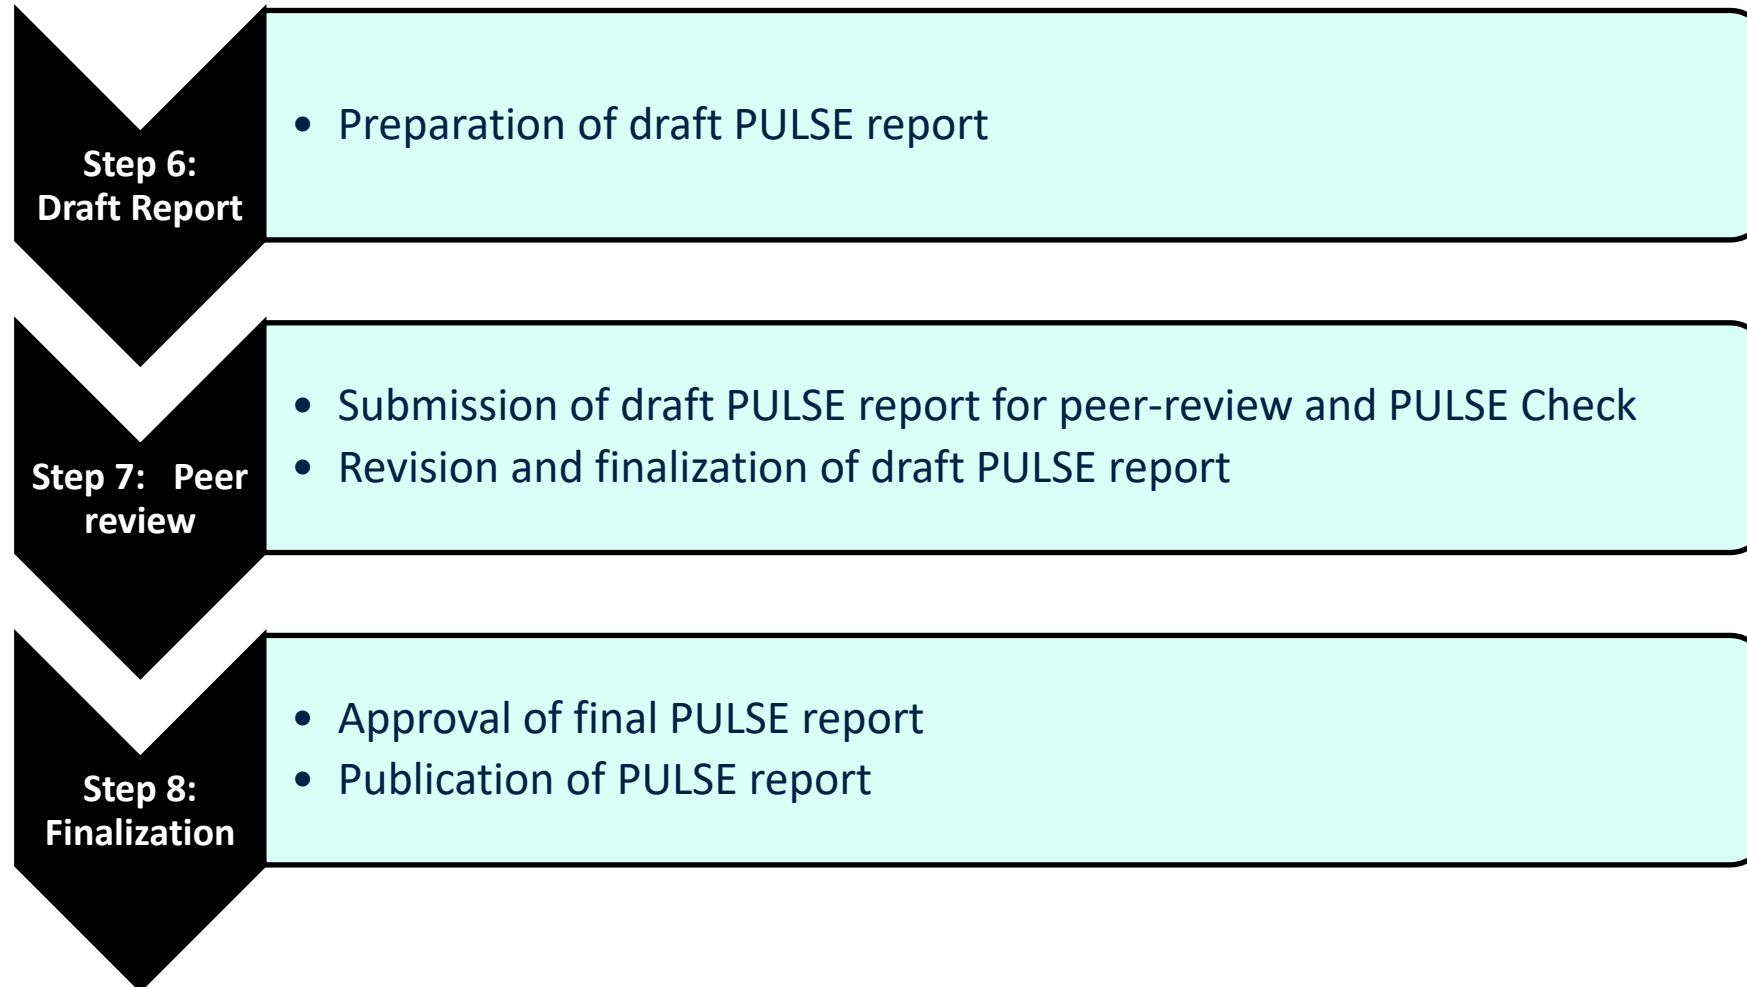 Step 6:
Draft Report
• Preparation of draft PULSE report
Step 7:   Peer
review
• Submission of draft PULSE report for peer-review and PULSE Check
• Revision and finalization of draft PULSE report
Step 8:
Finalization
• Approval of final PULSE report
• Publication of PULSE report